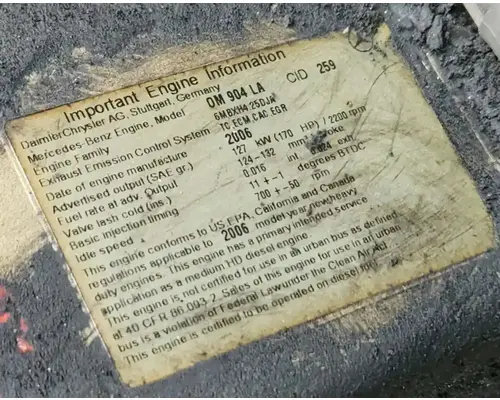 Important Engine Information
DaimlerChrysler AG, Stuttgart, Germany
Mercedes-Benz Engine, Model OM 904 LA CID 259
Engine Family 6MBXH4.25DJA
Exhaust Emission Control System TC,ECM,CAC,EGR
Date of engine manufacture 2006
Advertised output (SAE gr.) 127 kW (170 HP) / 2200 rpm
Fuel rate at adv. Output 124-132
Valve lash cold (ins.) 0.016 int. .024 exh.
Basic injection timing 11 +-1 degrees BTDC
Idle speed 700 +-50 rpm
This engine conforms to US EPA, California and Canada
regulations applicable to 2006 model year new heavy
duty engines. This engine has a primary intended service
application as a medium HD diesel engine.
This engine is not certified for use in an urban bus as defined
at 40 CFR 86.093-2. Sales of this engine for use in an urban
bus is a violation of Federal Law under the Clean Air Act
This engine is certified to be operated on diesel fuel